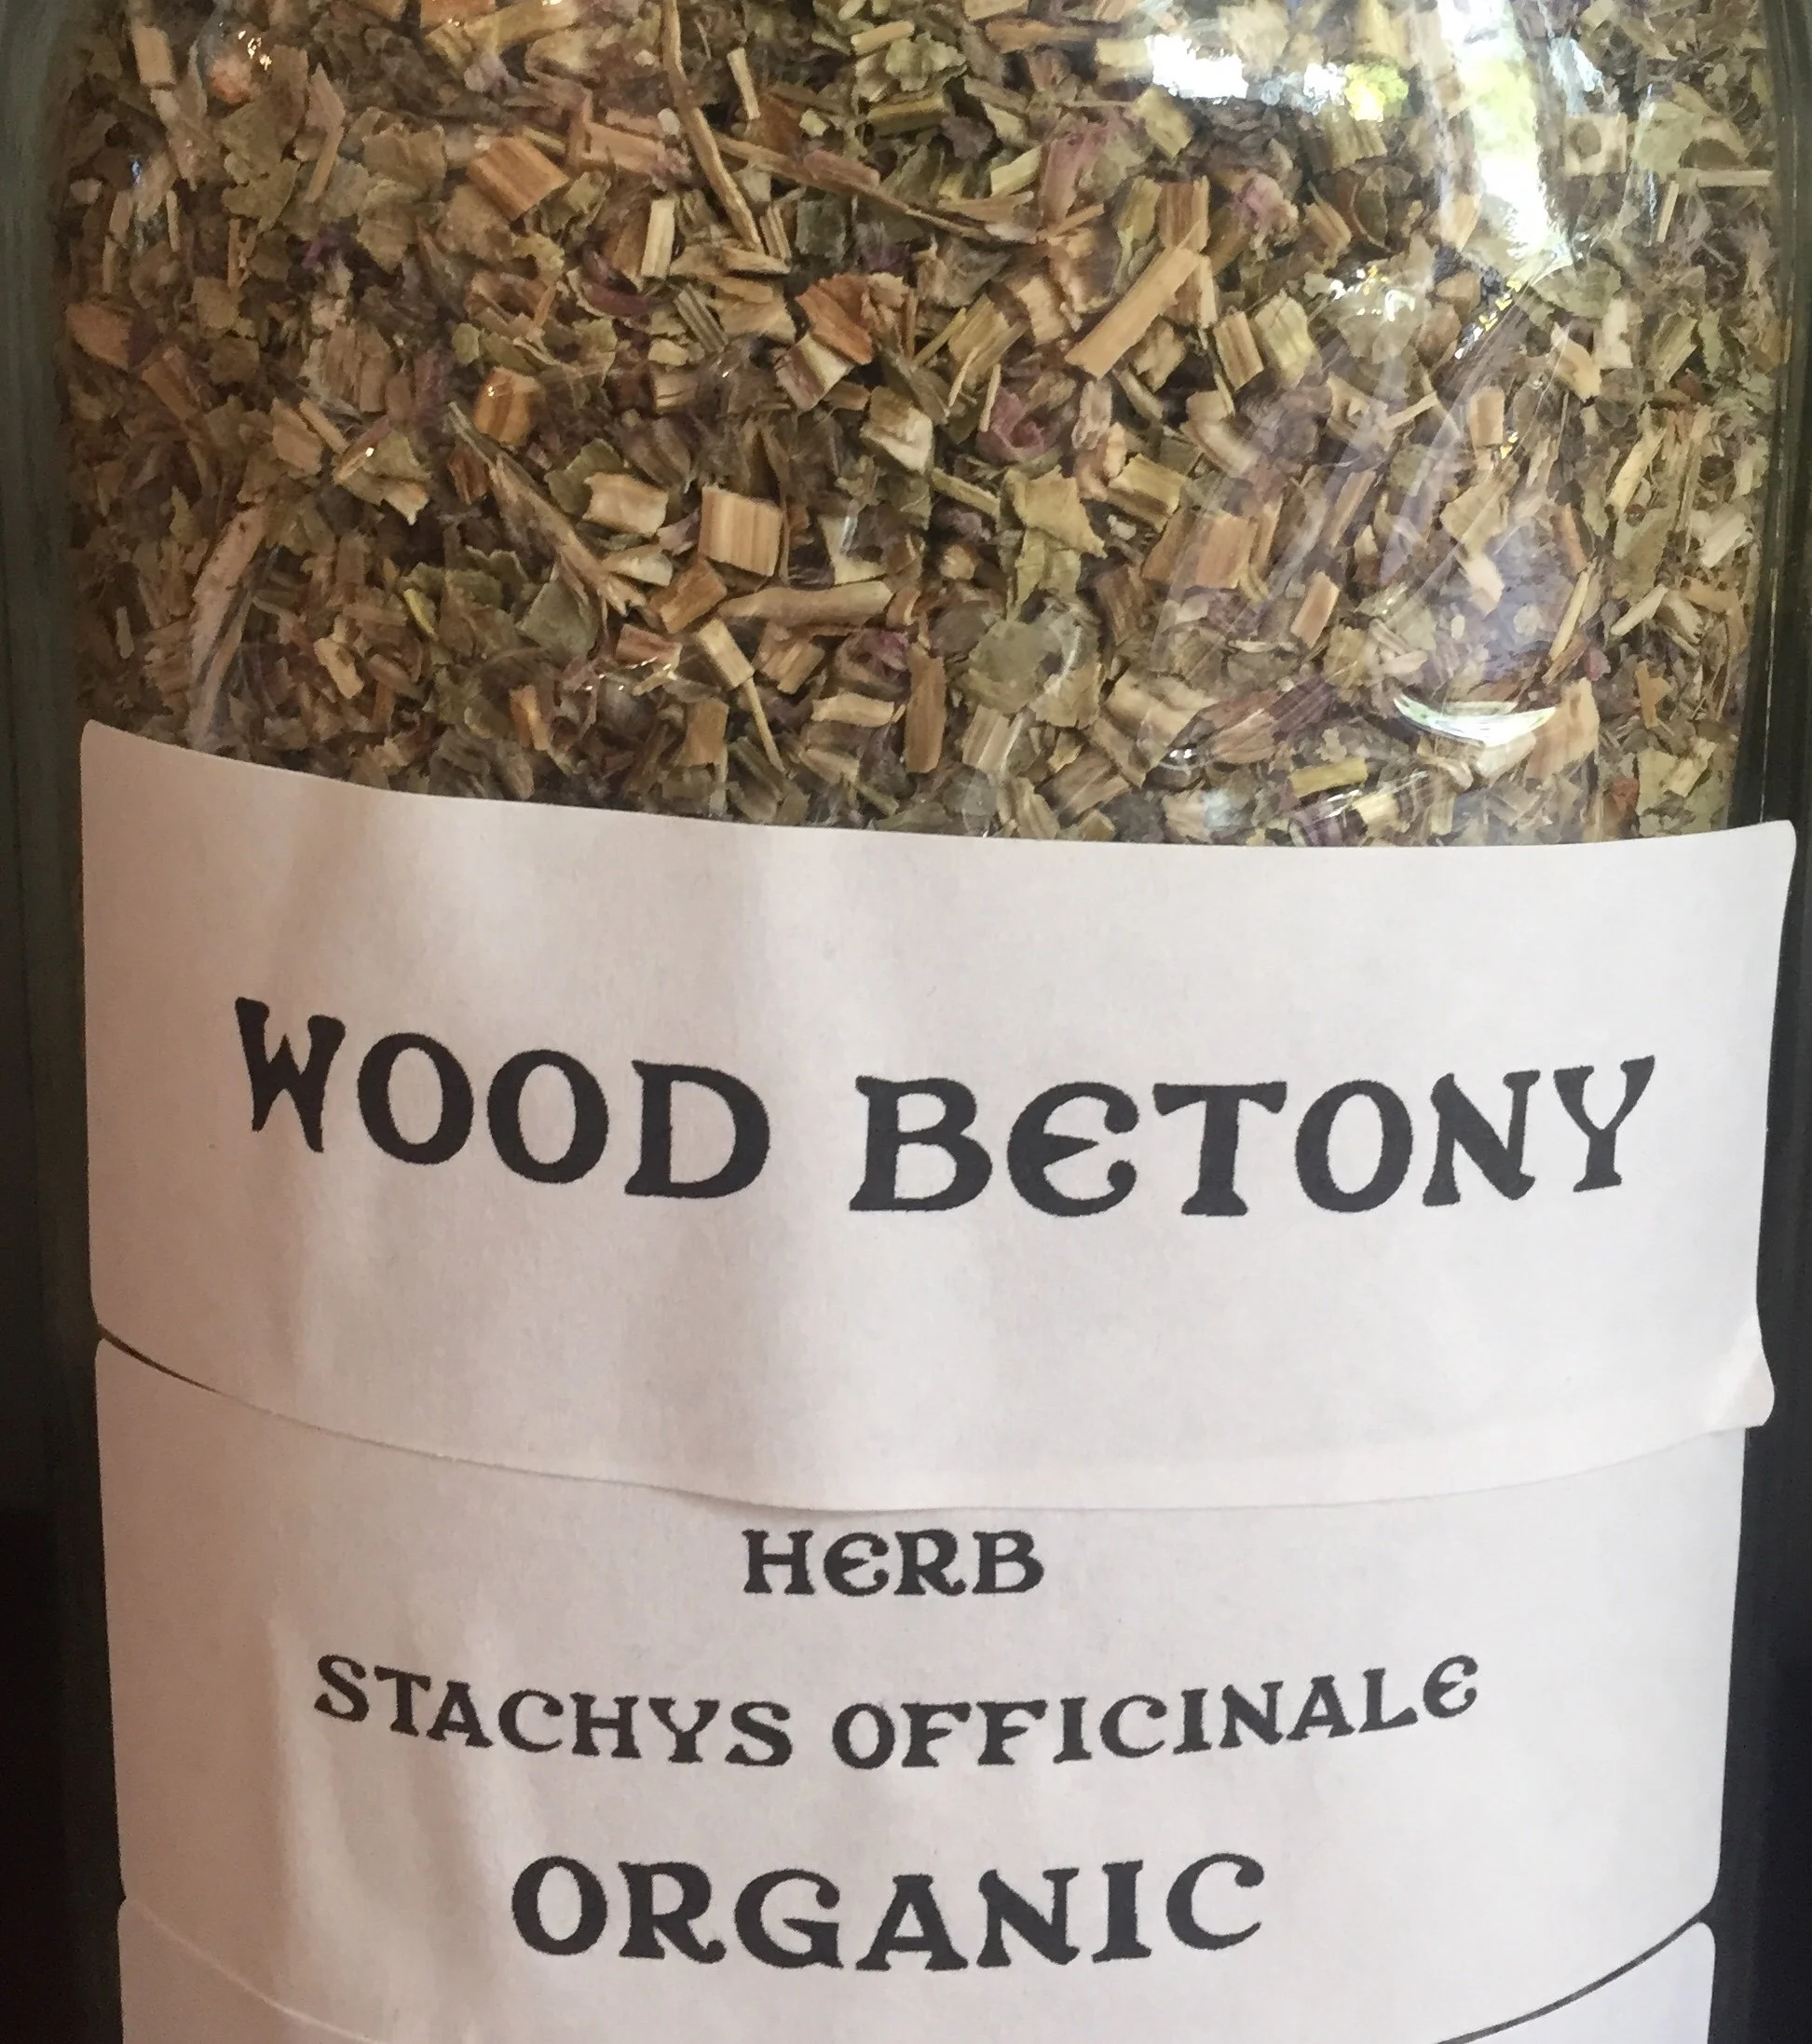 WOOD BETONY
HERB
STACHYS OFFICINALE
ORGANIC